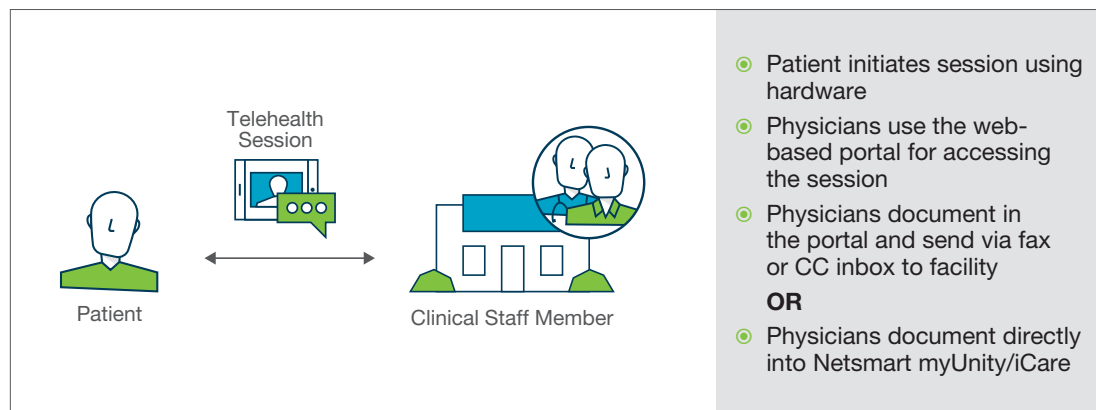 Telehealth
Session
Patient
Clinical Staff Member
Patient initiates session using
hardware
Physicians use the web-
based portal for accessing
the session
Physicians document in
the portal and send via fax
or CC inbox to facility
OR
Physicians document directly
into Netsmart myUnity/iCare